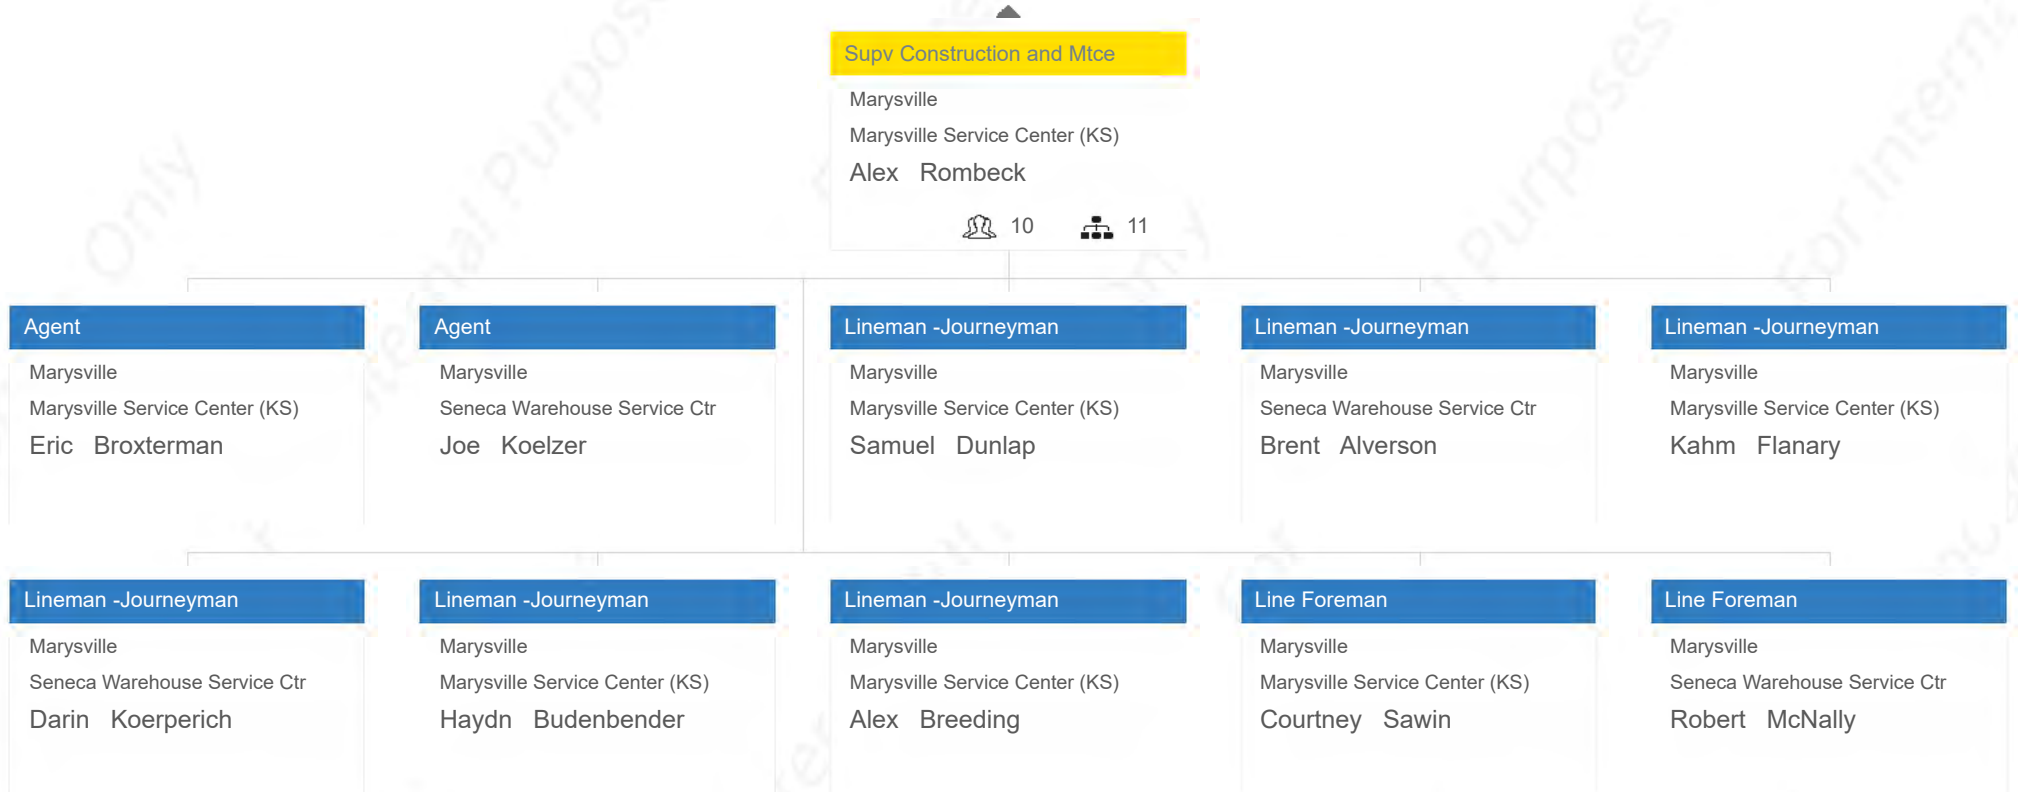 Supv Construction and Mtce
Marysville
Marysville Service Center (KS)
Alex Rombeck
10 11
Agent
Marysville
Marysville Service Center (KS)
Eric Broxterman
Agent
Marysville
Seneca Warehouse Service Ctr
Joe Koelzer
Lineman -Journeyman
Marysville
Marysville Service Center (KS)
Samuel Dunlap
Lineman -Journeyman
Marysville
Seneca Warehouse Service Ctr
Brent Alverson
Lineman -Journeyman
Marysville
Marysville Service Center (KS)
Kahm Flanary
Lineman -Journeyman
Marysville
Seneca Warehouse Service Ctr
Darin Koerperich
Lineman -Journeyman
Marysville
Marysville Service Center (KS)
Haydn Budenbender
Lineman -Journeyman
Marysville
Marysville Service Center (KS)
Alex Breeding
Line Foreman
Marysville
Marysville Service Center (KS)
Courtney Sawin
Line Foreman
Marysville
Seneca Warehouse Service Ctr
Robert McNally